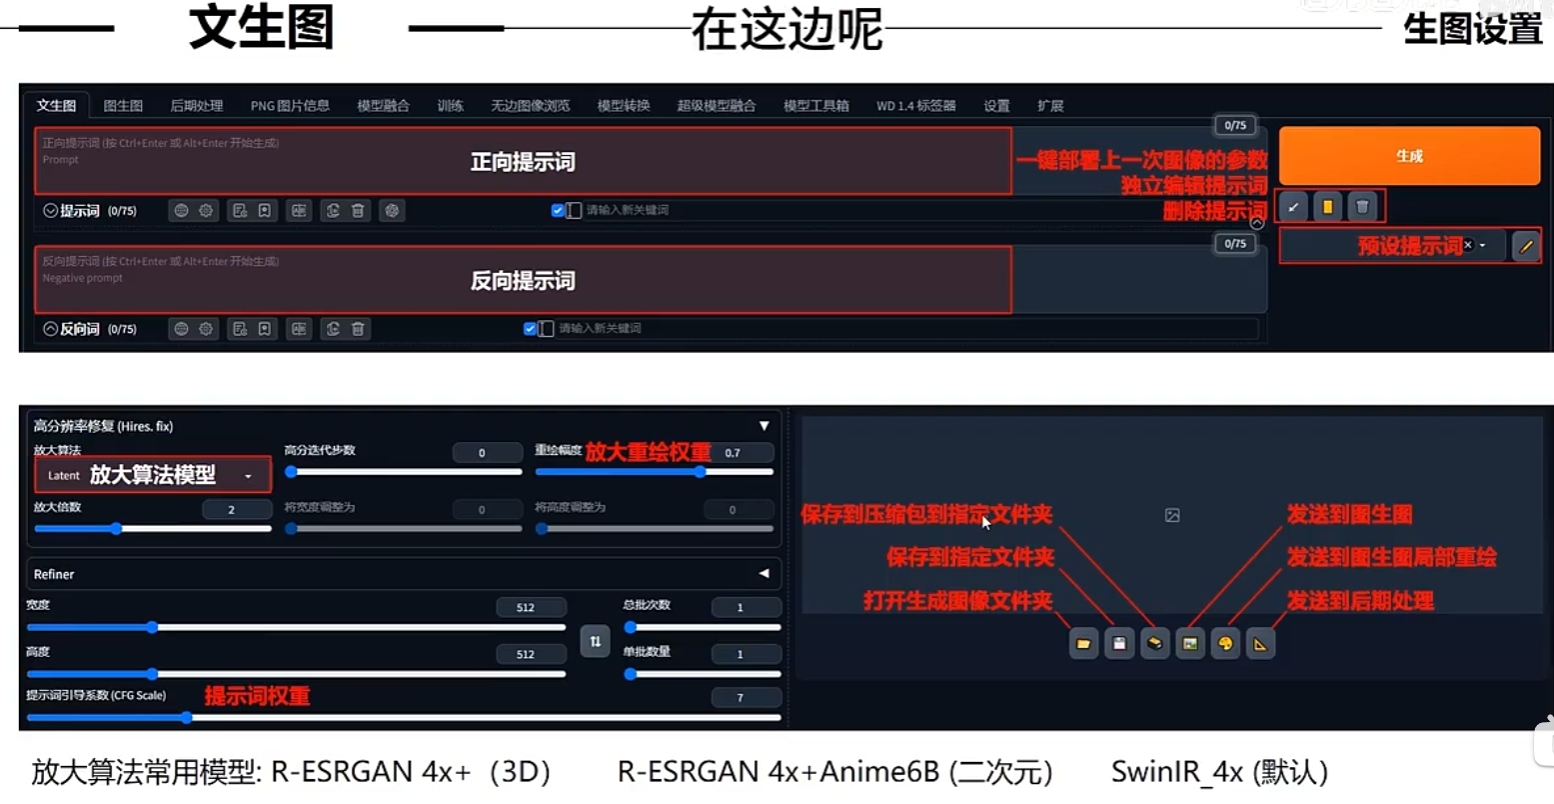 文生图
在这边呢
生图设置
文生图 图生图 后期处理 PNG 图片信息 模型融合 训练 无边图像浏览 模型转换 超级模型融合 模型工具箱 WD 1.4 标签器 设置 扩展
0/75
正向提示词 (按 Ctrl+Enter 或 Alt+Enter 开始生成)
Prompt
正向提示词
一键部署上一次图像的参数
独立编辑提示词
删除提示词
生成
提示词 (0/75)
请输入新关键词
0/75
预设提示词
反向提示词 (按 Ctrl+Enter 或 Alt+Enter 开始生成)
Negative prompt
反向提示词
反向词 (0/75)
请输入新关键词
高分辨率修复 (Hires. fix)
放大算法
Latent 放大算法模型
高分迭代步数 0
重绘幅度 放大重绘权重 0.7
放大倍数 2
将宽度调整为 0
将高度调整为 0
Refiner
宽度 512
总批次数 1
高度 512
单批数量 1
提示词引导系数 (CFG Scale) 提示词权重 7
保存到压缩包到指定文件夹
保存到指定文件夹
打开生成图像文件夹
发送到图生图
发送到图生图局部重绘
发送到后期处理
放大算法常用模型: R-ESRGAN 4x+（3D） R-ESRGAN 4x+Anime6B (二次元) SwinIR_4x (默认)